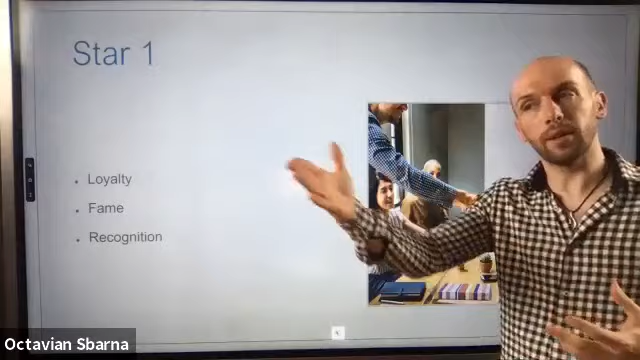 Star 1
Loyalty
Fame
Recognition
Octavian Sbarna